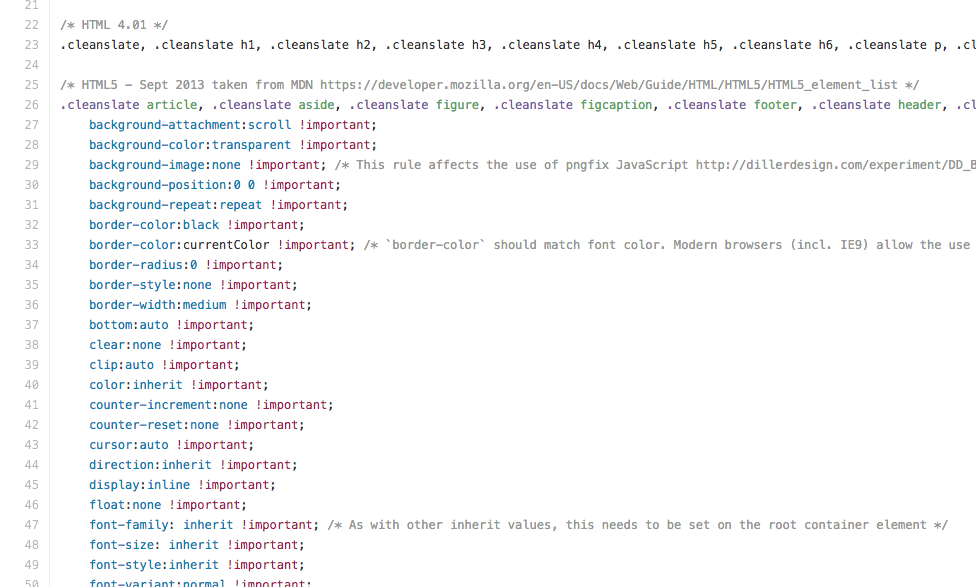 21
22 /* HTML 4.01 */
23 .cleanslate, .cleanslate h1, .cleanslate h2, .cleanslate h3, .cleanslate h4, .cleanslate h5, .cleanslate h6, .cleanslate p, .cl
24
25 /* HTML5 - Sept 2013 taken from MDN https://developer.mozilla.org/en-US/docs/Web/Guide/HTML/HTML5/HTML5_element_list */
26 .cleanslate article, .cleanslate aside, .cleanslate figure, .cleanslate figcaption, .cleanslate footer, .cleanslate header, .cl
27 background-attachment:scroll !important;
28 background-color:transparent !important;
29 background-image:none !important; /* This rule affects the use of pngfix JavaScript http://dillerdesign.com/experiment/DD_B
30 background-position:0 0 !important;
31 background-repeat:repeat !important;
32 border-color:black !important;
33 border-color:currentColor !important; /* `border-color` should match font color. Modern browsers (incl. IE9) allow the use
34 border-radius:0 !important;
35 border-style:none !important;
36 border-width:medium !important;
37 bottom:auto !important;
38 clear:none !important;
39 clip:auto !important;
40 color:inherit !important;
41 counter-increment:none !important;
42 counter-reset:none !important;
43 cursor:auto !important;
44 direction:inherit !important;
45 display:inline !important;
46 float:none !important;
47 font-family: inherit !important; /* As with other inherit values, this needs to be set on the root container element */
48 font-size: inherit !important;
49 font-style:inherit !important;
50 font-variant:normal !important;